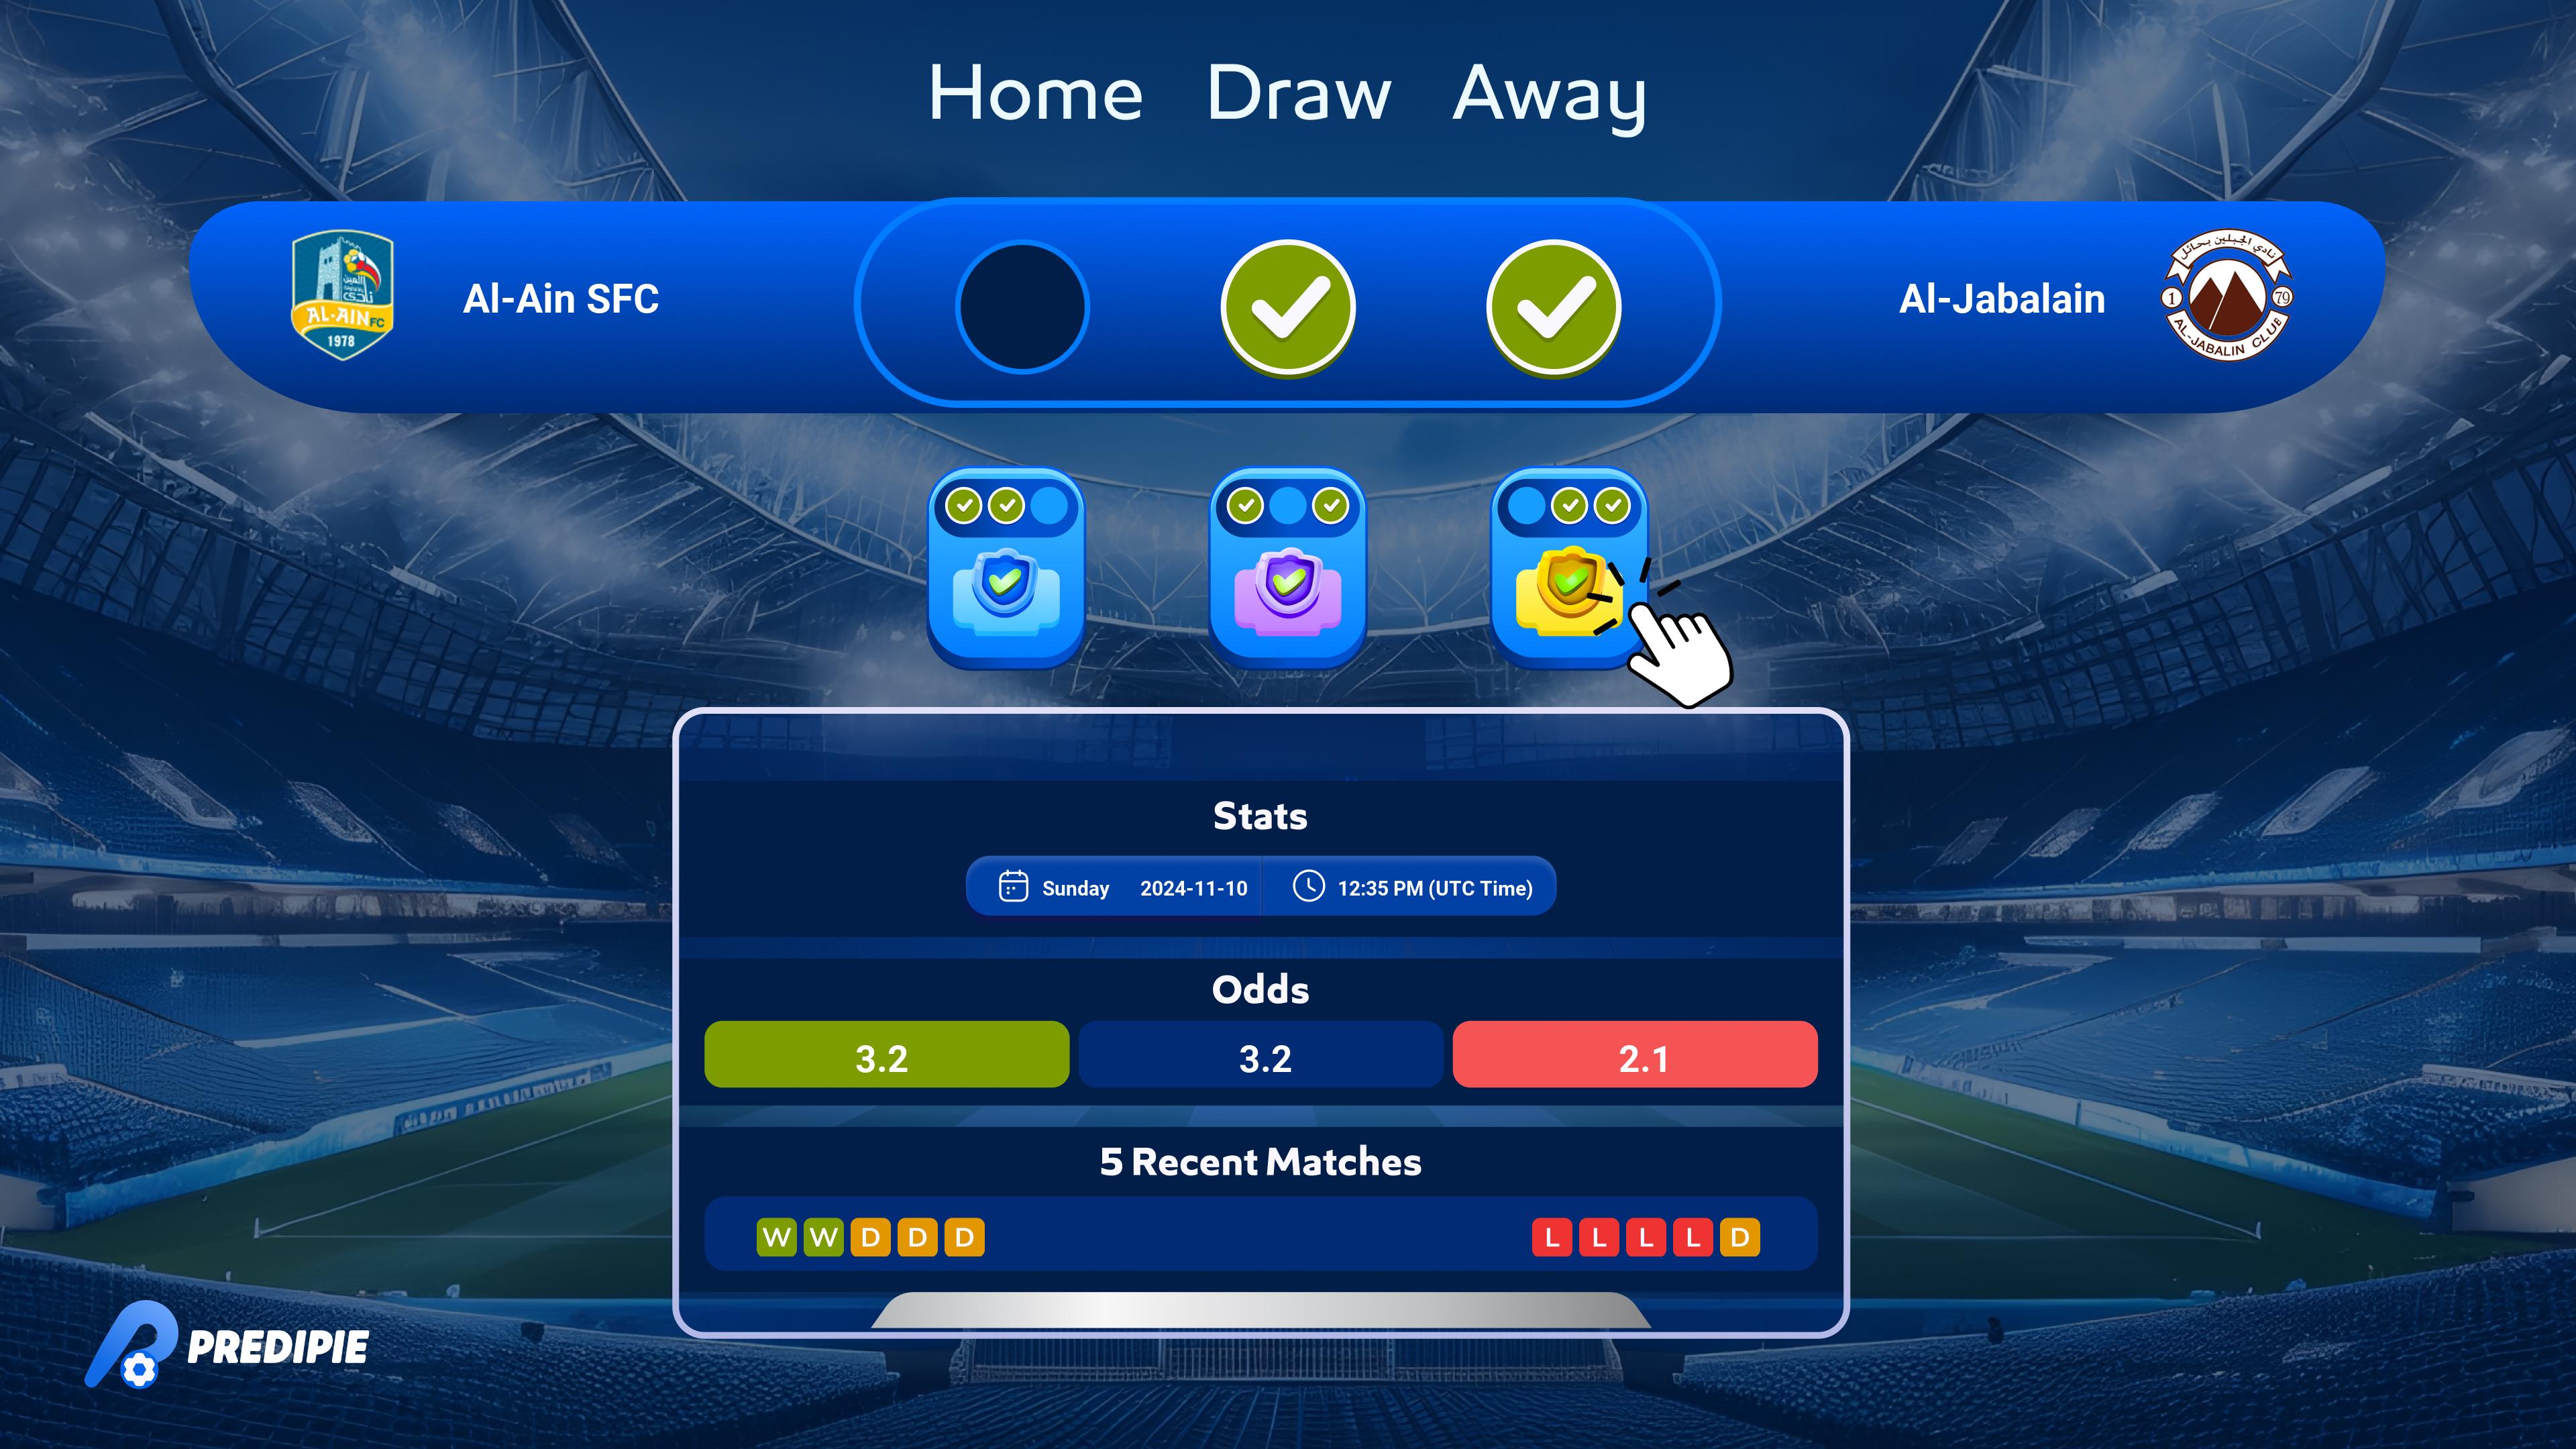 Home Draw Away
AL-AIN FC
1978
Al-Ain SFC
Al-Jabalain
نادي الجبلين بحائل
1 79
AL-JABALIN CLUB
Stats
Sunday 2024-11-10 12:35 PM (UTC Time)
Odds
3.2 3.2 2.1
5 Recent Matches
W W D D D L L L L D
PREDIPIE